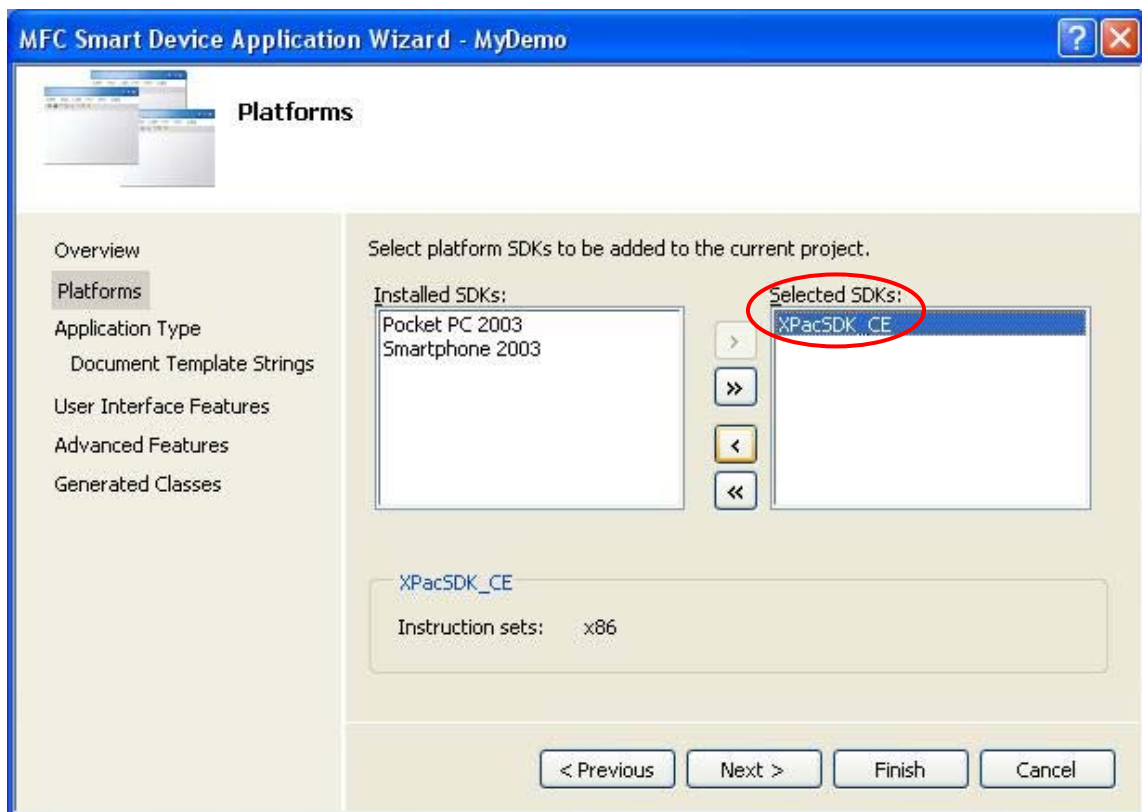 MFC Smart Device Application Wizard - MyDemo
Platforms
Overview
Platforms
Application Type
Document Template Strings
User Interface Features
Advanced Features
Generated Classes
Select platform SDKs to be added to the current project.
Installed SDKs:
Pocket PC 2003
Smartphone 2003
>
>>
<
<<
Selected SDKs:
XPacSDK_CE
XPacSDK_CE
Instruction sets: x86
< Previous
Next >
Finish
Cancel